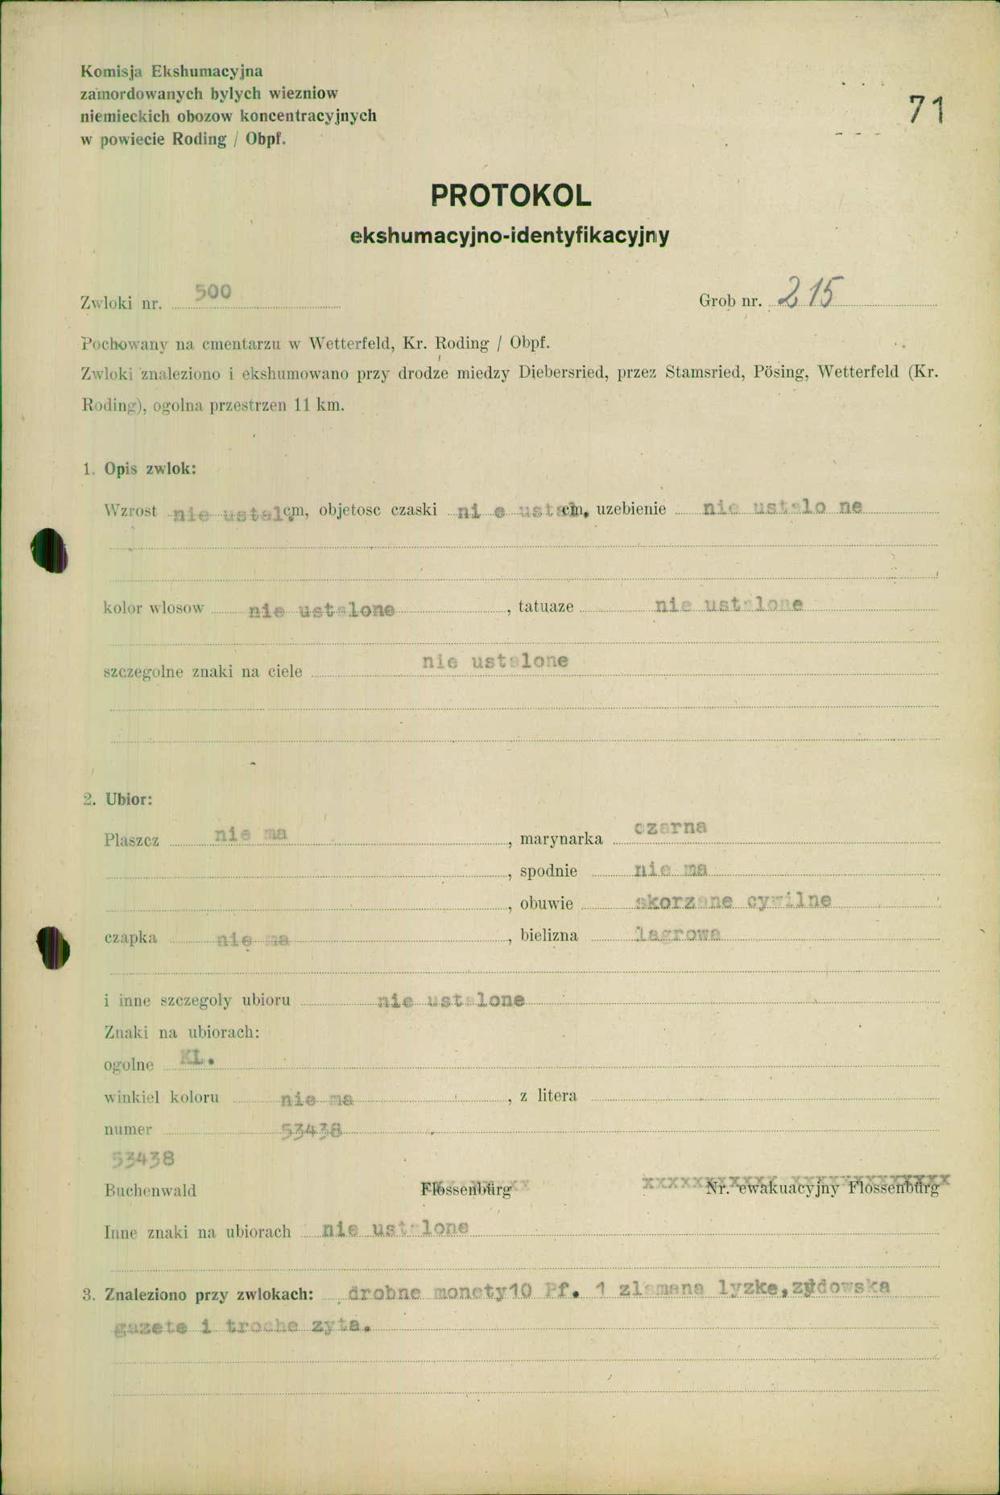 Komisja Ekshumacyjna
zamordowanych bylych wiezniow
niemieckich obozow koncentracyjnych
w powiecie Roding / Obpf.
71
PROTOKOL
ekshumacyjno-identyfikacyjny
Zwloki nr. 500
Grob nr. 215
Pochowany na cmentarzu w Wetterfeld, Kr. Roding / Obpf.
Zwloki znaleziono i ekshumowano przy drodze miedzy Diebersried, przez Stamsried, Pösing, Wetterfeld (Kr.
Roding), ogolna przestrzen 11 km.
1. Opis zwlok:
Wzrost nie ustal cm, objetosc czaski ni e usta cm, uzebienie nie ustalo ne
kolor wlosow nie ustalone , tatuaze nie ustalone
szczegolne znaki na ciele nie ustalone
2. Ubior:
Plaszcz nie ma , marynarka czarna
, spodnie nie ma
, obuwie skorzane cywilne
czapka nie ma , bielizna lagrowa
i inne szczegoly ubioru nie ustalone
Znaki na ubiorach:
ogolne KL.
winkiel koloru nie ma , z litera
numer 53438
53438
Buchenwald Flossenbürg Nr. ewakuacyjny Flossenbürg
Inne znaki na ubiorach nie ustalone
3. Znaleziono przy zwlokach: drobne monety10 Pf. 1 zlamana lyzke,zydowska
gazete i troche zyta.